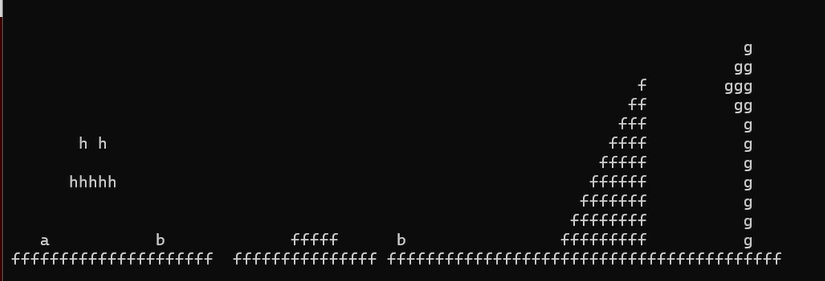 g
                                                                           gg
                                                                 f        ggg
                                                                ff         gg
                                                               fff          g
       h h                                                    ffff          g
                                                             fffff          g
      hhhhh                                                 ffffff          g
                                                           fffffff          g
                                                          ffffffff          g
   a           b             fffff      b                fffffffff          g
fffffffffffffffffffff  fffffffffffffff fffffffffffffffffffffffffffffffffffffffff